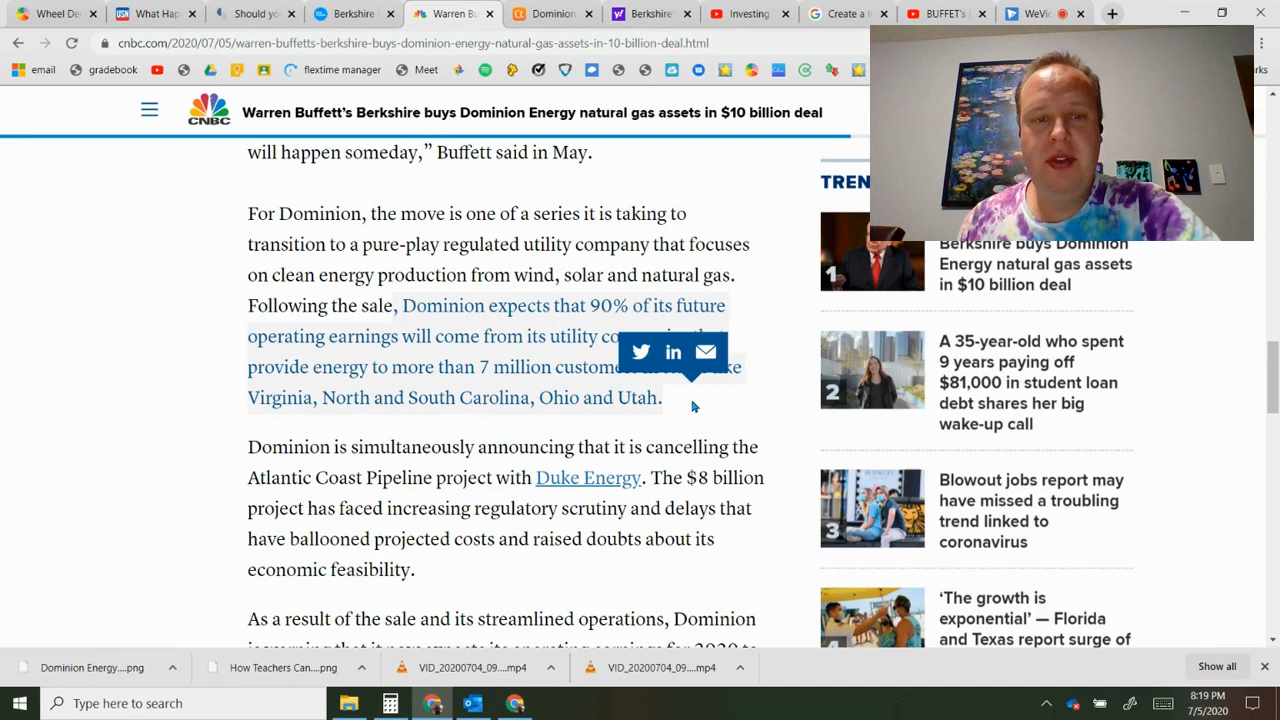 Wheel Dev
What Hap
Should you
Berkshire
Warren Bu
Dominion
Berkshire'
Investing
Create a l
BUFFET's
WeVic
cnbc.com/2020/07/05/warren-buffetts-berkshire-buys-dominion-energy-natural-gas-assets-in-10-billion-deal.html
email
gradebook
flextime manager
Meet
CNBC
Warren Buffett's Berkshire buys Dominion Energy natural gas assets in $10 billion deal
will happen someday,” Buffett said in May.
For Dominion, the move is one of a series it is taking to
transition to a pure-play regulated utility company that focuses
on clean energy production from wind, solar and natural gas.
Following the sale, Dominion expects that 90% of its future
operating earnings will come from its utility
provide energy to more than 7 million
Virginia, North and South Carolina, Ohio and Utah.
Dominion is simultaneously announcing that it is cancelling the
Atlantic Coast Pipeline project with Duke Energy. The $8 billion
project has faced increasing regulatory scrutiny and delays that
have ballooned projected costs and raised doubts about its
economic feasibility.
As a result of the sale and its streamlined operations, Dominion
TREN
1
Berkshire buys Dominion
Energy natural gas assets
in $10 billion deal
2
A 35-year-old who spent
9 years paying off
$81,000 in student loan
debt shares her big
wake-up call
3
Blowout jobs report may
have missed a troubling
trend linked to
coronavirus
4
‘The growth is
exponential’ — Florida
and Texas report surge of
Dominion Energy....png
How Teachers Can....png
VID_20200704_09....mp4
VID_20200704_09....mp4
Show all
Type here to search
8:19 PM
7/5/2020